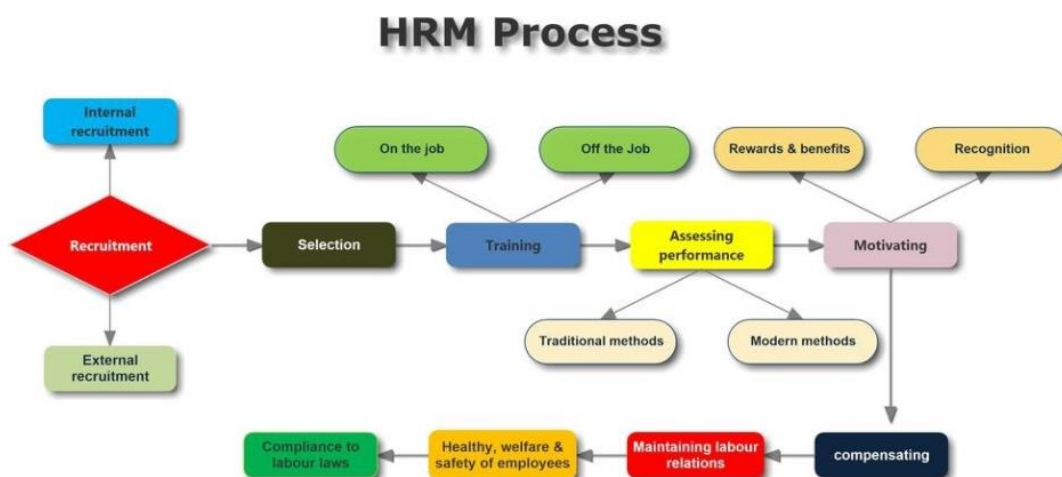 HRM Process
Internal
recruitment
On the job
Off the Job
Rewards & benefits
Recognition
Recruitment
Selection
Training
Assessing
performance
Motivating
External
recruitment
Traditional methods
Modern methods
Compliance to
labour laws
Healthy, welfare &
safety of employees
Maintaining labour
relations
compensating